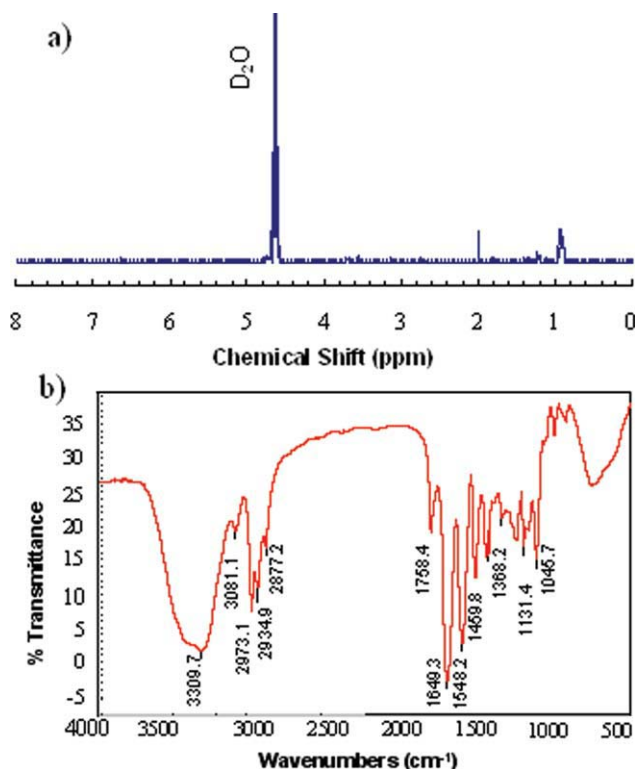 a)
D₂O
8 7 6 5 4 3 2 1 0
Chemical Shift (ppm)
b)
35
30
25
20
15
10
5
0
-5
% Transmittance
3309.7
3081.1
2973.1
2934.9
2877.2
1758.4
1649.3
1548.2
1459.8
1368.2
1131.4
1045.7
4000 3500 3000 2500 2000 1500 1000 500
Wavenumbers (cm⁻¹)